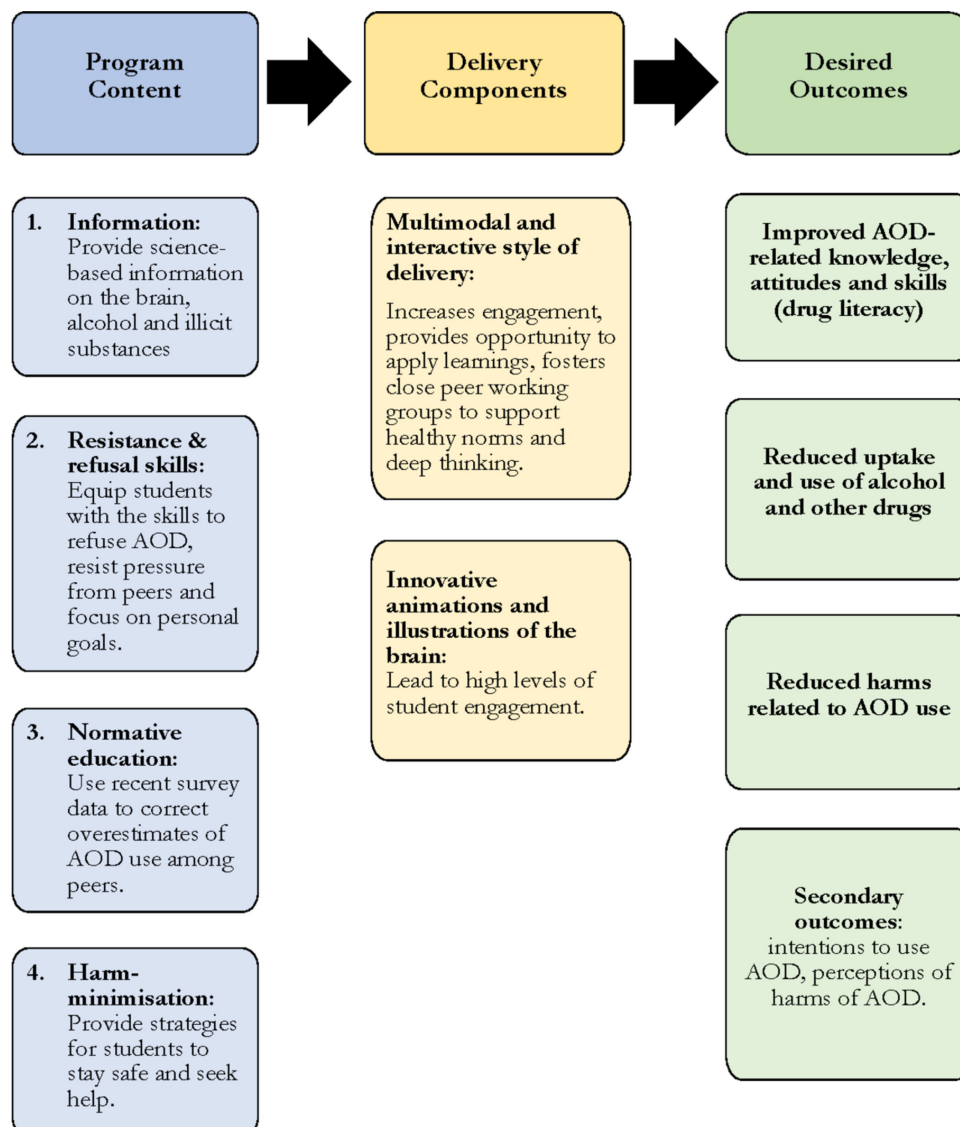 Program
Content
Delivery
Components
Desired
Outcomes
1. Information:
Provide science-
based information
on the brain,
alcohol and illicit
substances
2. Resistance &
refusal skills:
Equip students
with the skills to
refuse AOD,
resist pressure
from peers and
focus on personal
goals.
3. Normative
education:
Use recent survey
data to correct
overestimates of
AOD use among
peers.
4. Harm-
minimisation:
Provide strategies
for students to
stay safe and seek
help.
Multimodal and
interactive style of
delivery:
Increases engagement,
provides opportunity to
apply learnings, fosters
close peer working
groups to support
healthy norms and
deep thinking.
Innovative
animations and
illustrations of the
brain:
Lead to high levels of
student engagement.
Improved AOD-
related knowledge,
attitudes and skills
(drug literacy)
Reduced uptake
and use of alcohol
and other drugs
Reduced harms
related to AOD use
Secondary
outcomes:
intentions to use
AOD, perceptions of
harms of AOD.